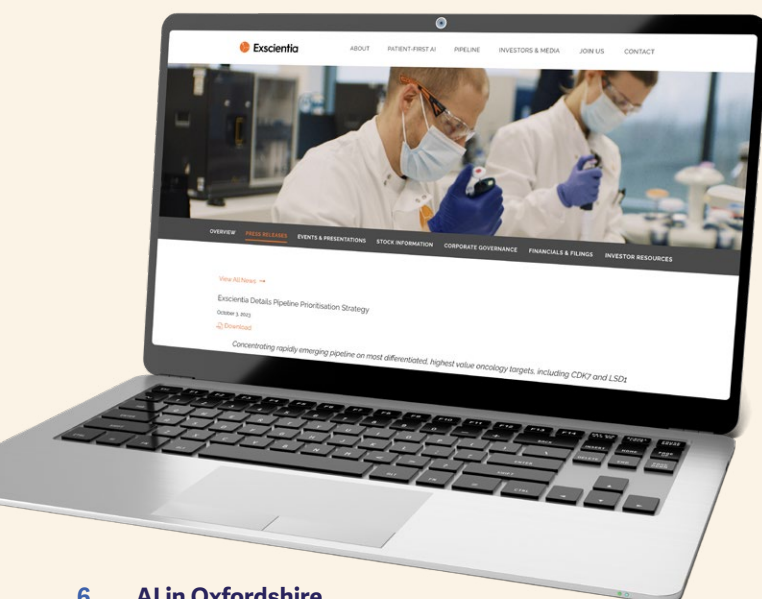 Exscientia
ABOUT PATIENT-FIRST AI PIPELINE INVESTORS & MEDIA JOIN US CONTACT
OVERVIEW PRESS RELEASES EVENTS & PRESENTATIONS STOCK INFORMATION CORPORATE GOVERNANCE FINANCIALS & FILINGS INVESTOR RESOURCES
View All News →
Exscientia Details Pipeline Prioritisation Strategy
October 3, 2023
Download
Concentrating rapidly emerging pipeline on most differentiated, highest value oncology targets, including CDK7 and LSD1
6 AI in Oxfordshire